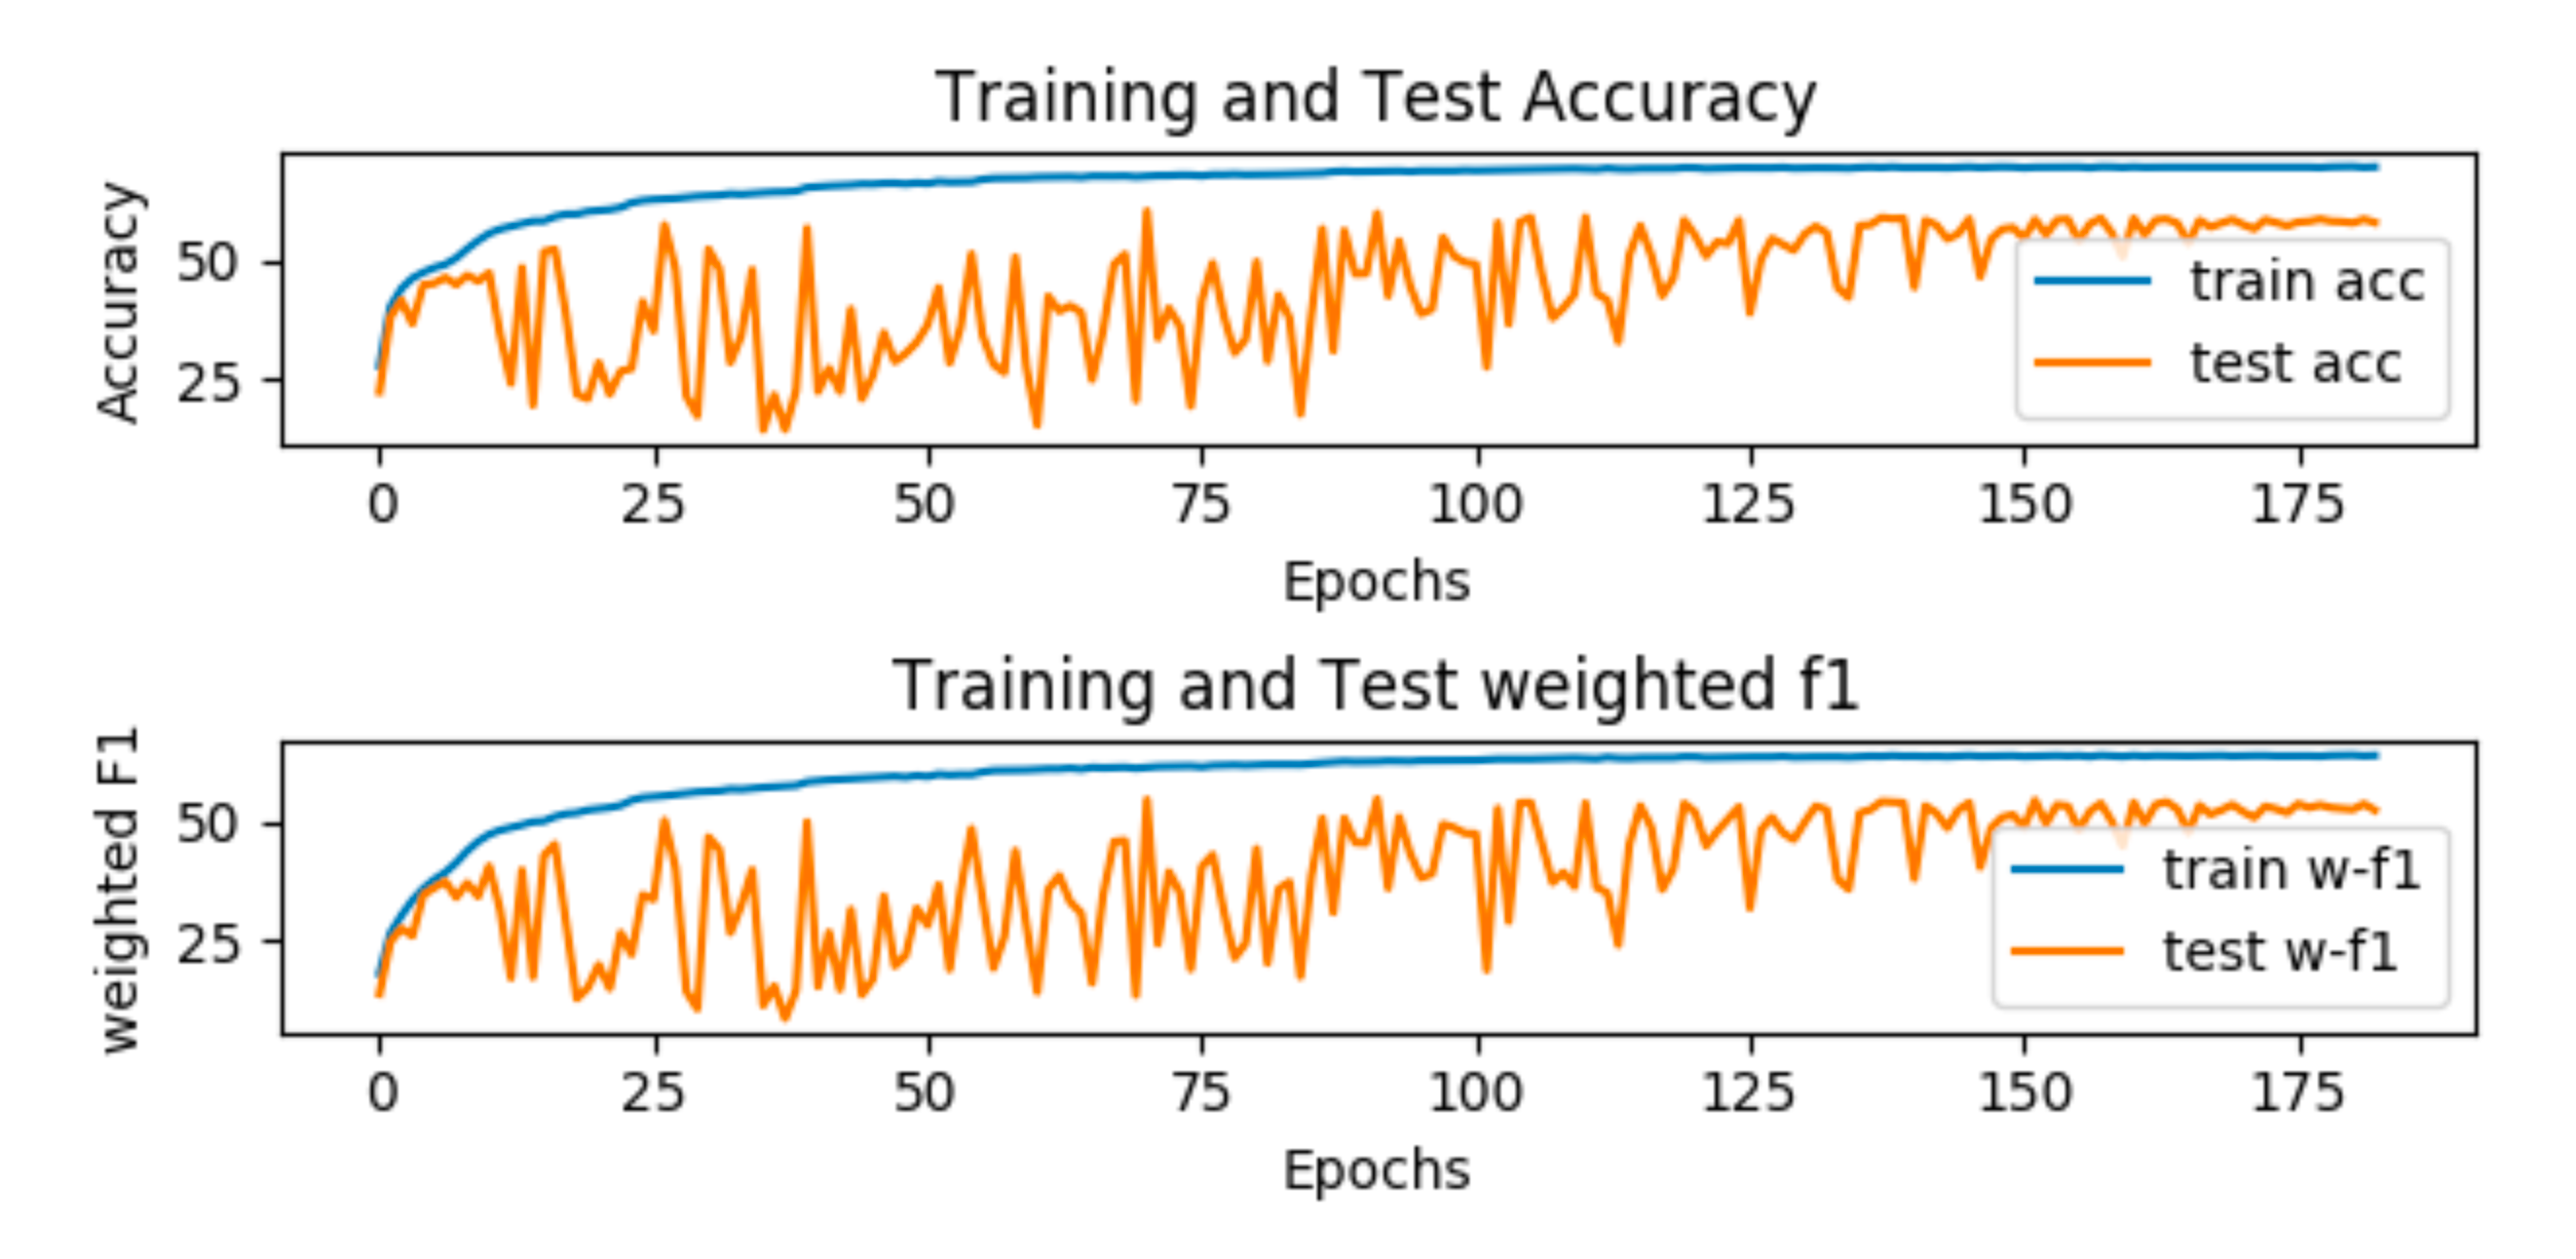 Training and Test Accuracy
Accuracy
50
25
train acc
test acc
0 25 50 75 100 125 150 175
Epochs
Training and Test weighted f1
weighted F1
50
25
train w-f1
test w-f1
0 25 50 75 100 125 150 175
Epochs